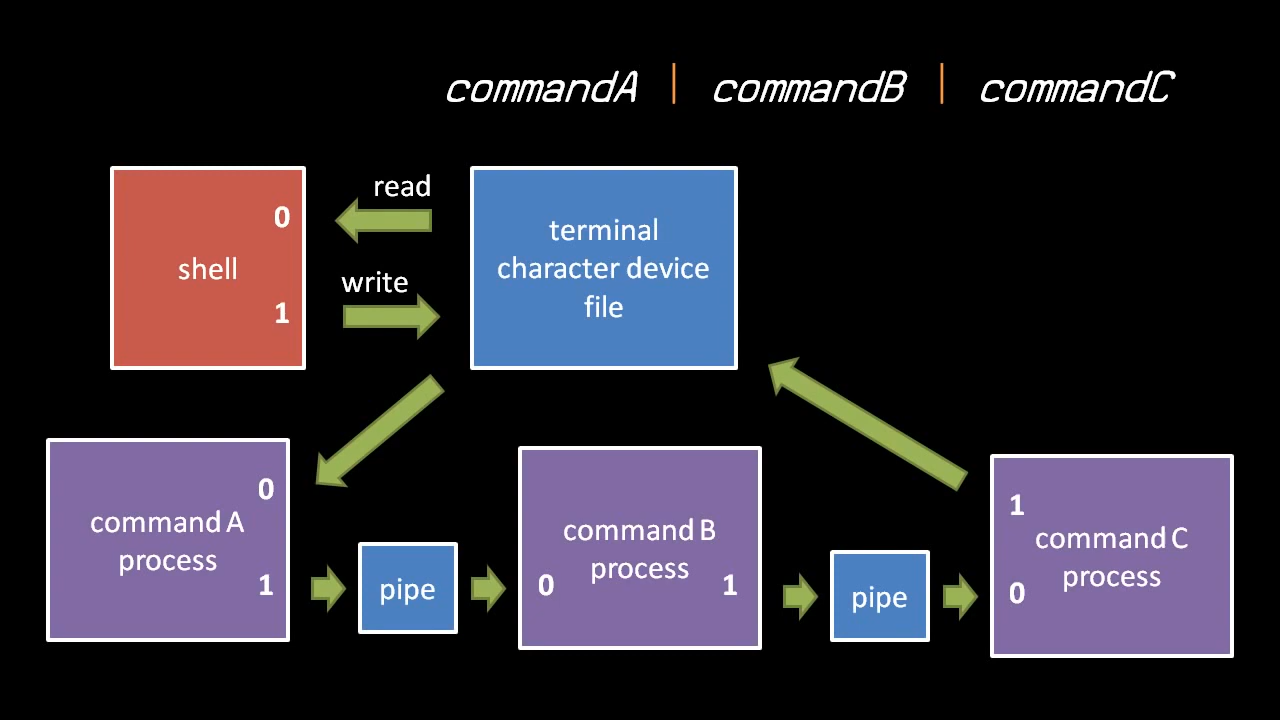 commandA | commandB | commandC
read
0
shell
write
1
terminal
character device
file
0
command A
process
1
pipe
command B
process
0
1
pipe
1
command C
process
0